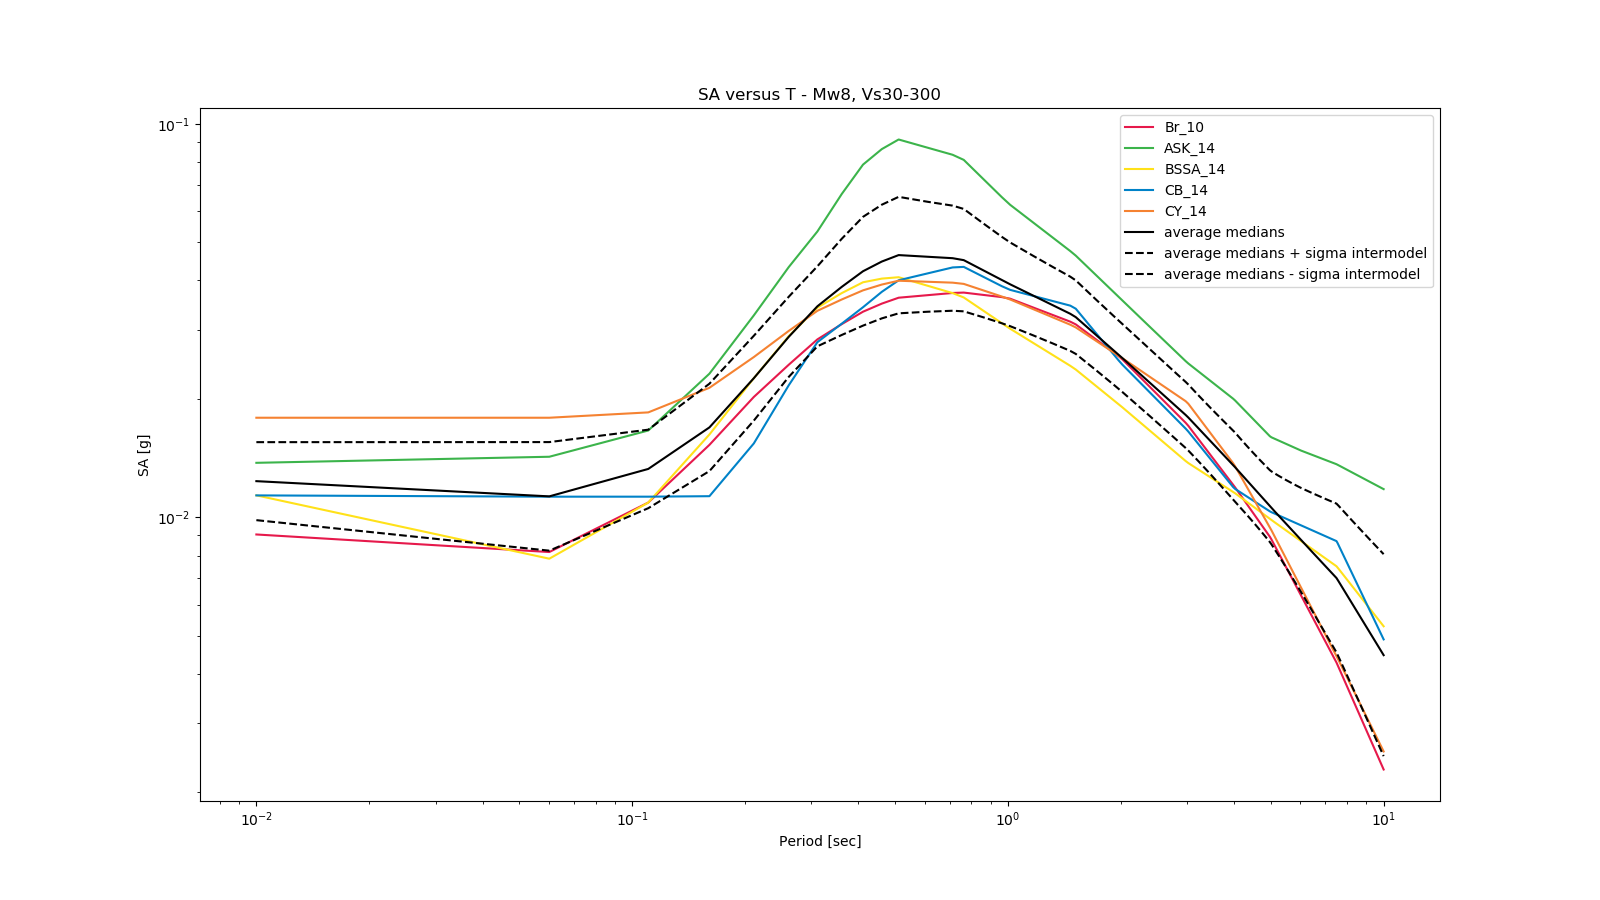 SA versus T - Mw8, Vs30-300
10⁻¹
10⁻²
SA [g]
Br_10
ASK_14
BSSA_14
CB_14
CY_14
average medians
average medians + sigma intermodel
average medians - sigma intermodel
10⁻² 10⁻¹ 10⁰ 10¹
Period [sec]